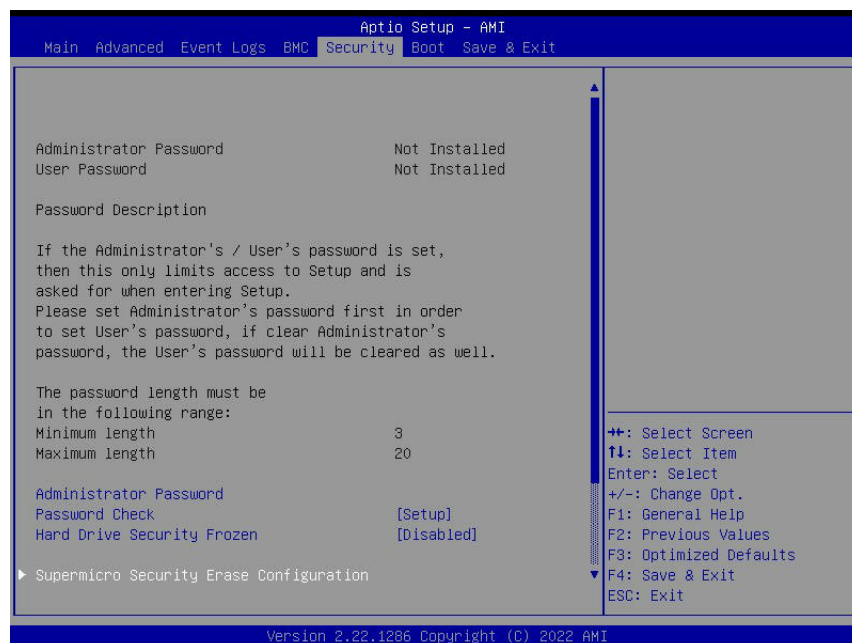 Aptio Setup – AMI
Main Advanced Event Logs BMC Security Boot Save & Exit
Administrator Password Not Installed
User Password Not Installed
Password Description
If the Administrator's / User's password is set,
then this only limits access to Setup and is
asked for when entering Setup.
Please set Administrator's password first in order
to set User's password, if clear Administrator's
password, the User's password will be cleared as well.
The password length must be
in the following range:
Minimum length 3
Maximum length 20
Administrator Password
Password Check [Setup]
Hard Drive Security Frozen [Disabled]
Supermicro Security Erase Configuration
→←: Select Screen
↑↓: Select Item
Enter: Select
+/-: Change Opt.
F1: General Help
F2: Previous Values
F3: Optimized Defaults
F4: Save & Exit
ESC: Exit
Version 2.22.1286 Copyright (C) 2022 AMI